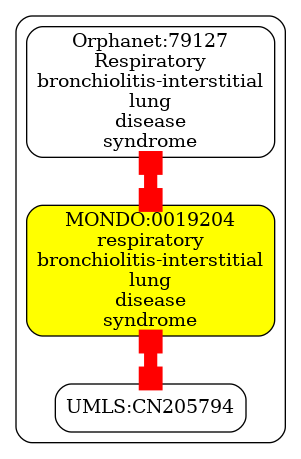 Orphanet:79127
Respiratory
bronchiolitis-interstitial
lung
disease
syndrome
MONDO:0019204
respiratory
bronchiolitis-interstitial
lung
disease
syndrome
UMLS:CN205794